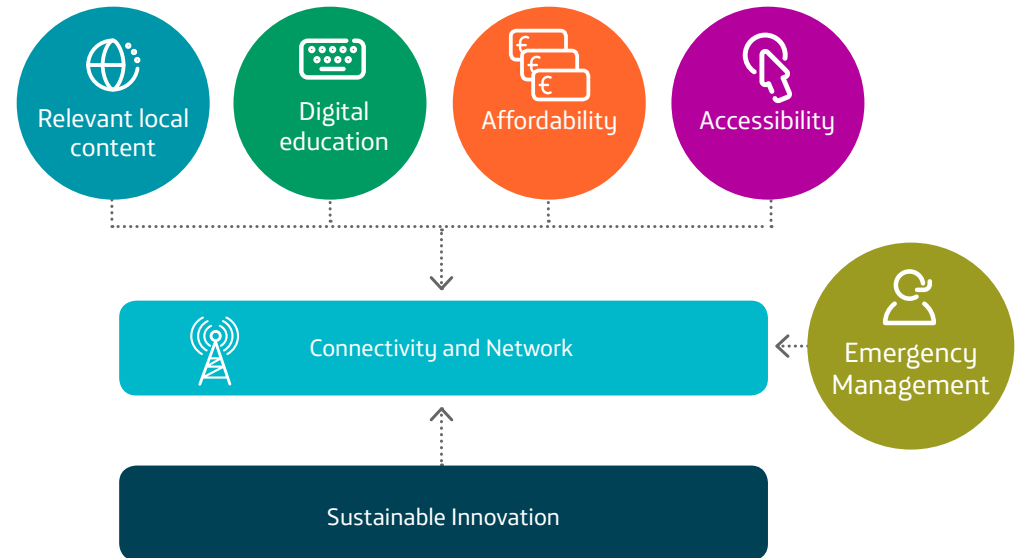 Relevant local
content
Digital
education
€
€
€
Affordability
Accessibility
Connectivity and Network
Emergency
Management
Sustainable Innovation